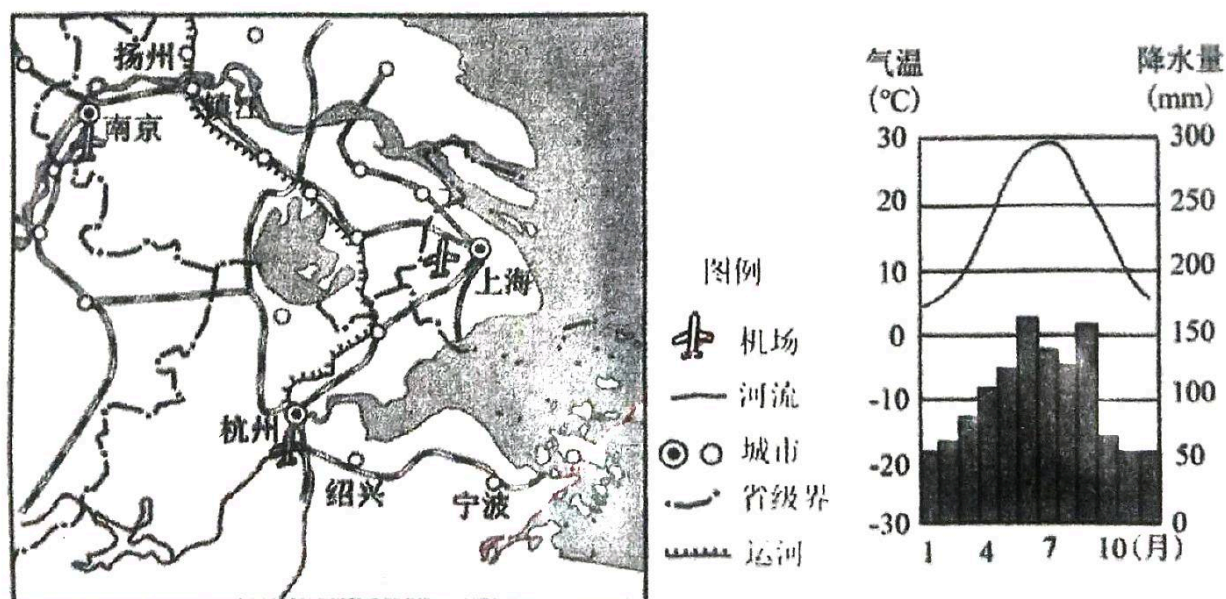 扬州
镇江
南京
上海
杭州
绍兴
宁波
图例
机场
河流
城市
省级界
运河
气温
(℃)
降水量
(mm)
30
20
10
0
-10
-20
-30
300
250
200
150
100
50
0
1 4 7 10(月)